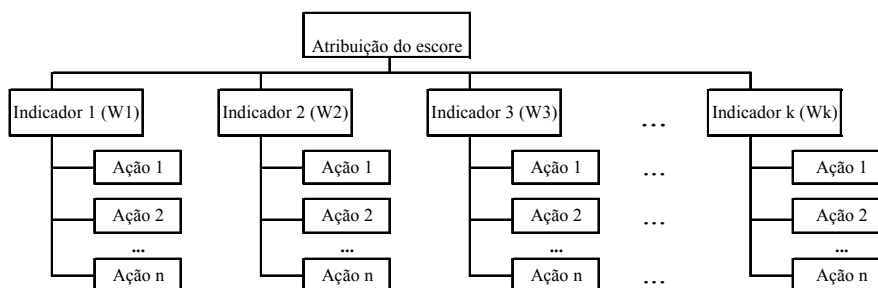 Atribuição do escore
Indicador 1 (W1) Indicador 2 (W2) Indicador 3 (W3) ... Indicador k (Wk)
Ação 1 Ação 1 Ação 1 ... Ação 1
Ação 2 Ação 2 Ação 2 ... Ação 2
... ... ... ...
Ação n Ação n Ação n ... Ação n